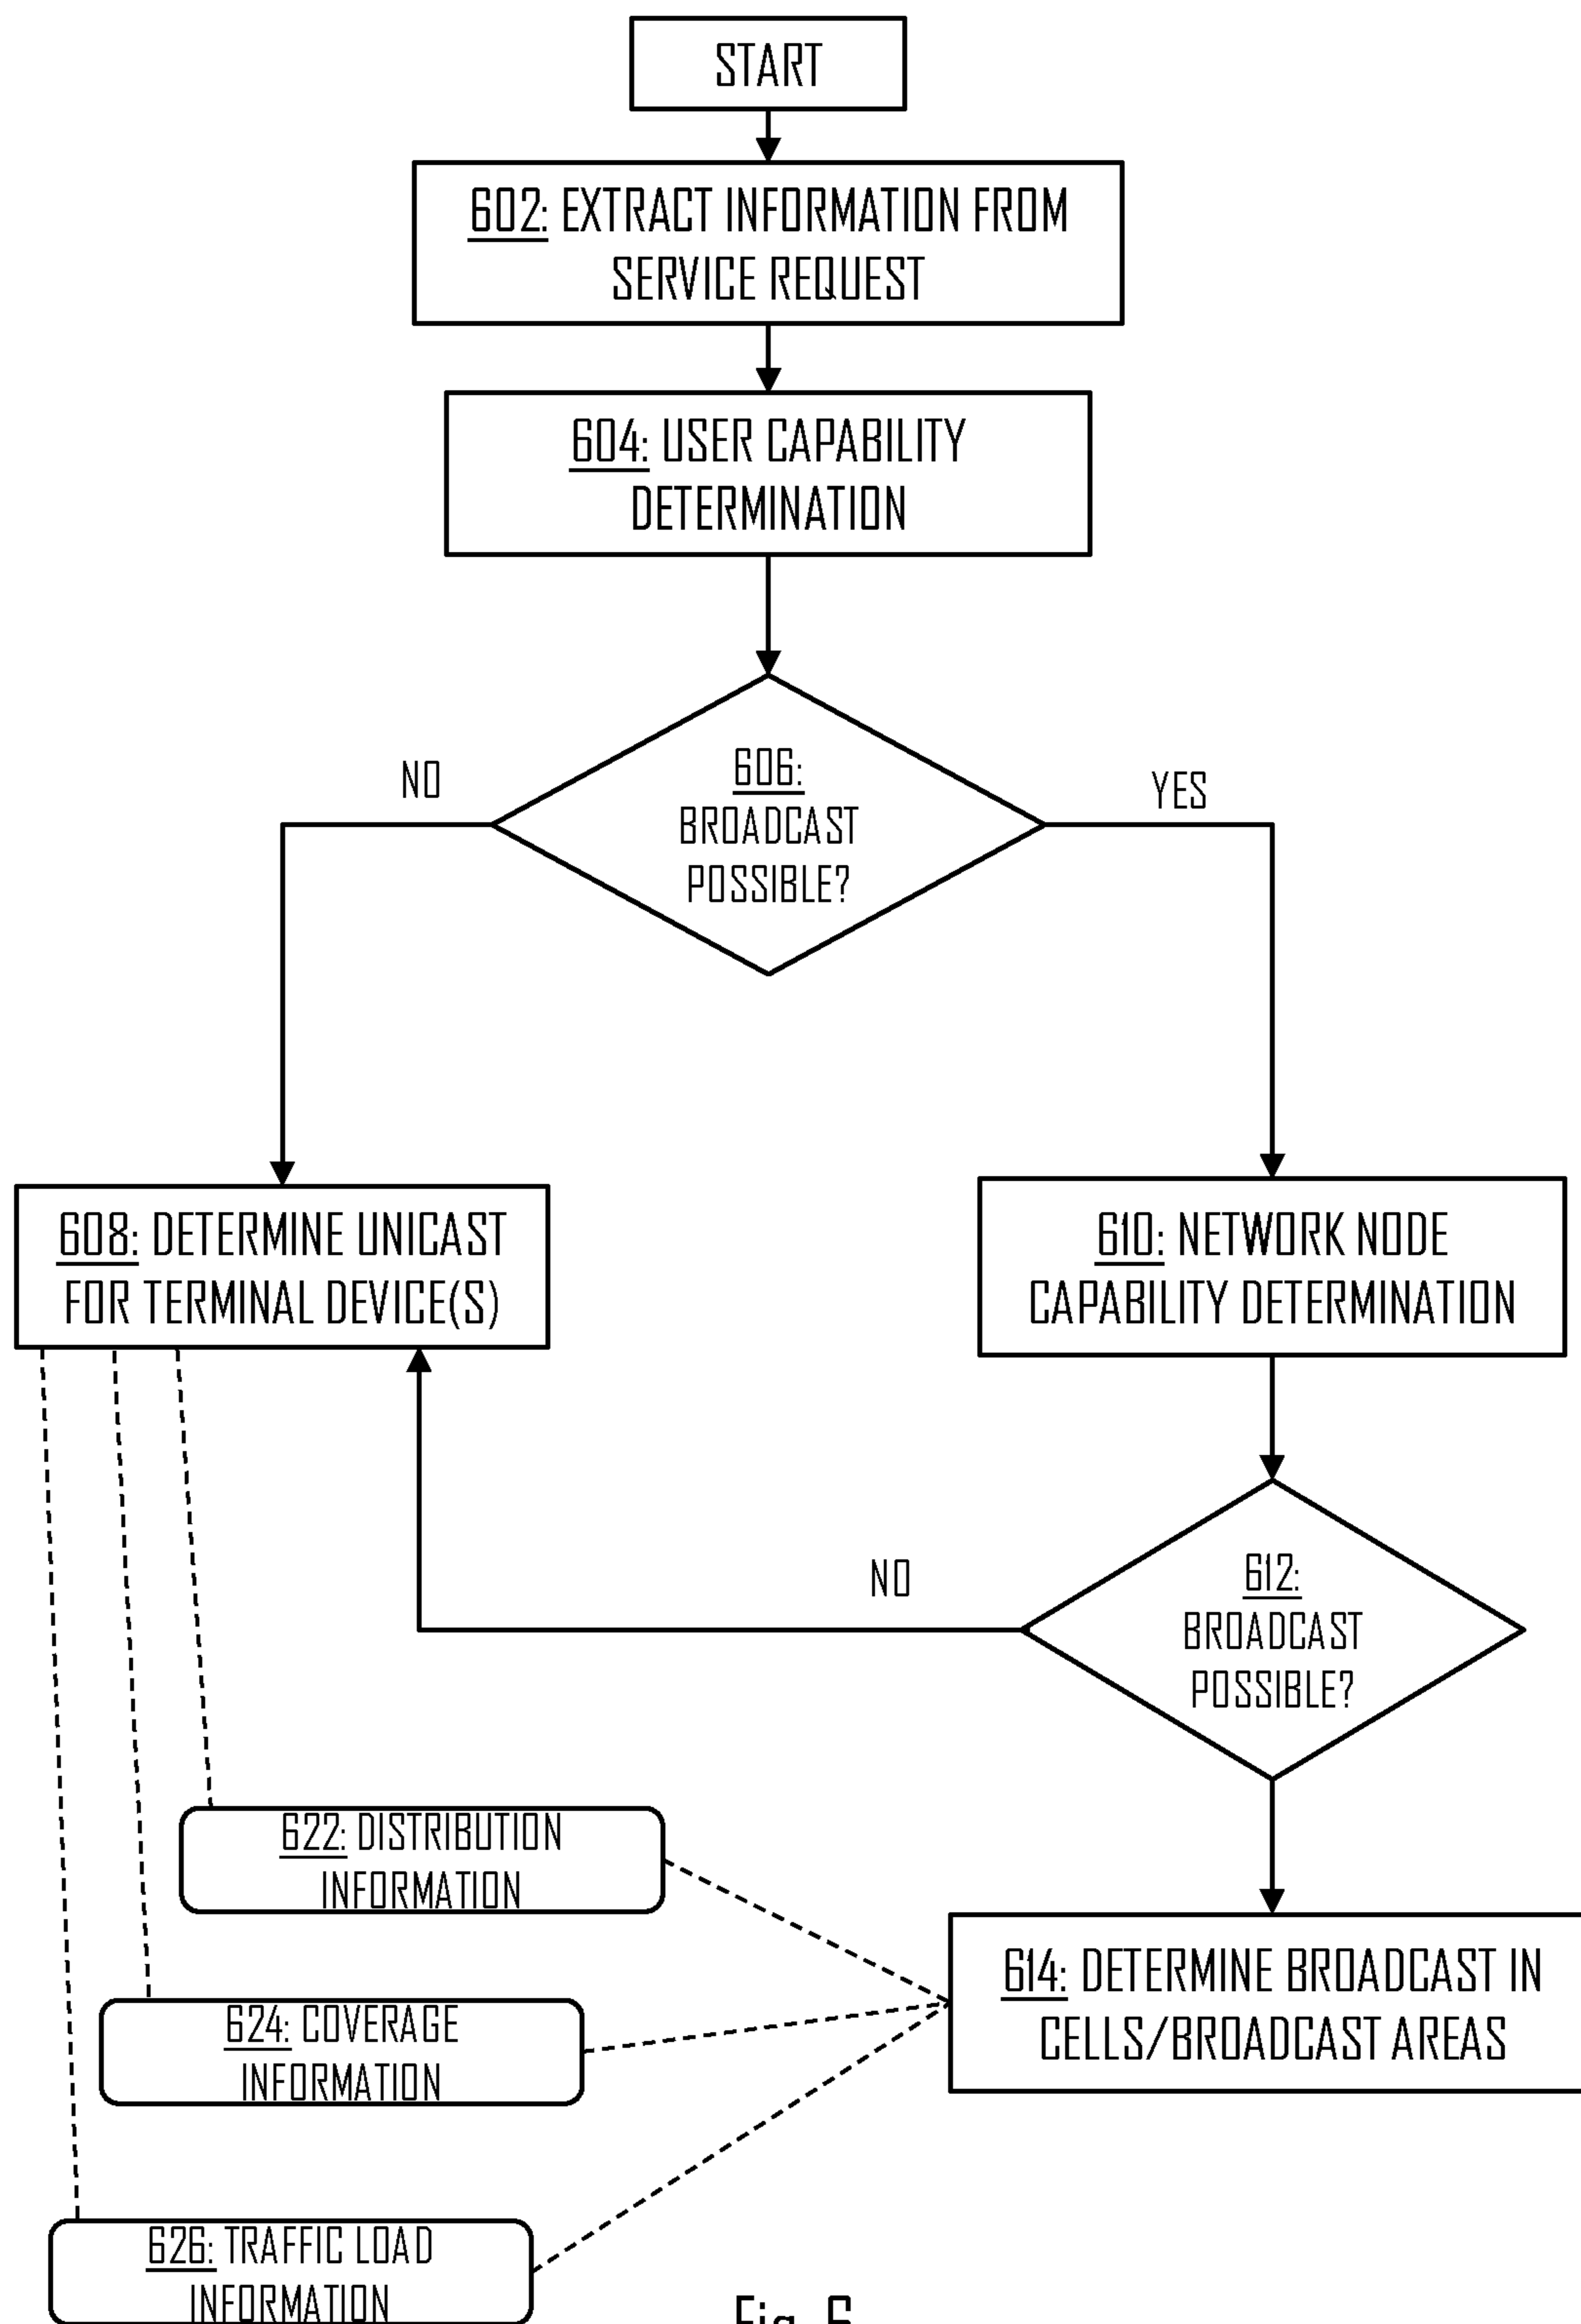 START
602: EXTRACT INFORMATION FROM
SERVICE REQUEST
604: USER CAPABILITY
DETERMINATION
606:
BROADCAST
POSSIBLE?
NO
YES
608: DETERMINE UNICAST
FOR TERMINAL DEVICE(S)
610: NETWORK NODE
CAPABILITY DETERMINATION
612:
BROADCAST
POSSIBLE?
NO
622: DISTRIBUTION
INFORMATION
624: COVERAGE
INFORMATION
614: DETERMINE BROADCAST IN
CELLS/BROADCAST AREAS
626: TRAFFIC LOAD
INFORMATION
Fig. 6